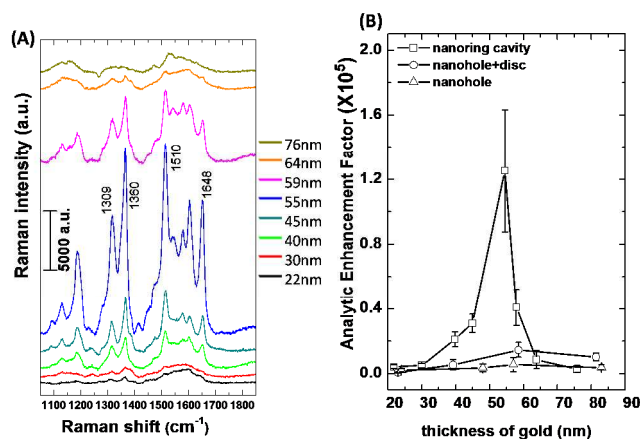 (A)
Raman intensity (a.u.)
5000 a.u.
1309
1360
1510
1648
76nm
64nm
59nm
55nm
45nm
40nm
30nm
22nm
1100 1200 1300 1400 1500 1600 1700 1800
Raman shift (cm⁻¹)
(B)
Analytic Enhancement Factor (X10⁵)
2.0
1.6
1.2
0.8
0.4
0.0
nanoring cavity
nanohole+disc
nanohole
20 30 40 50 60 70 80 90
thickness of gold (nm)